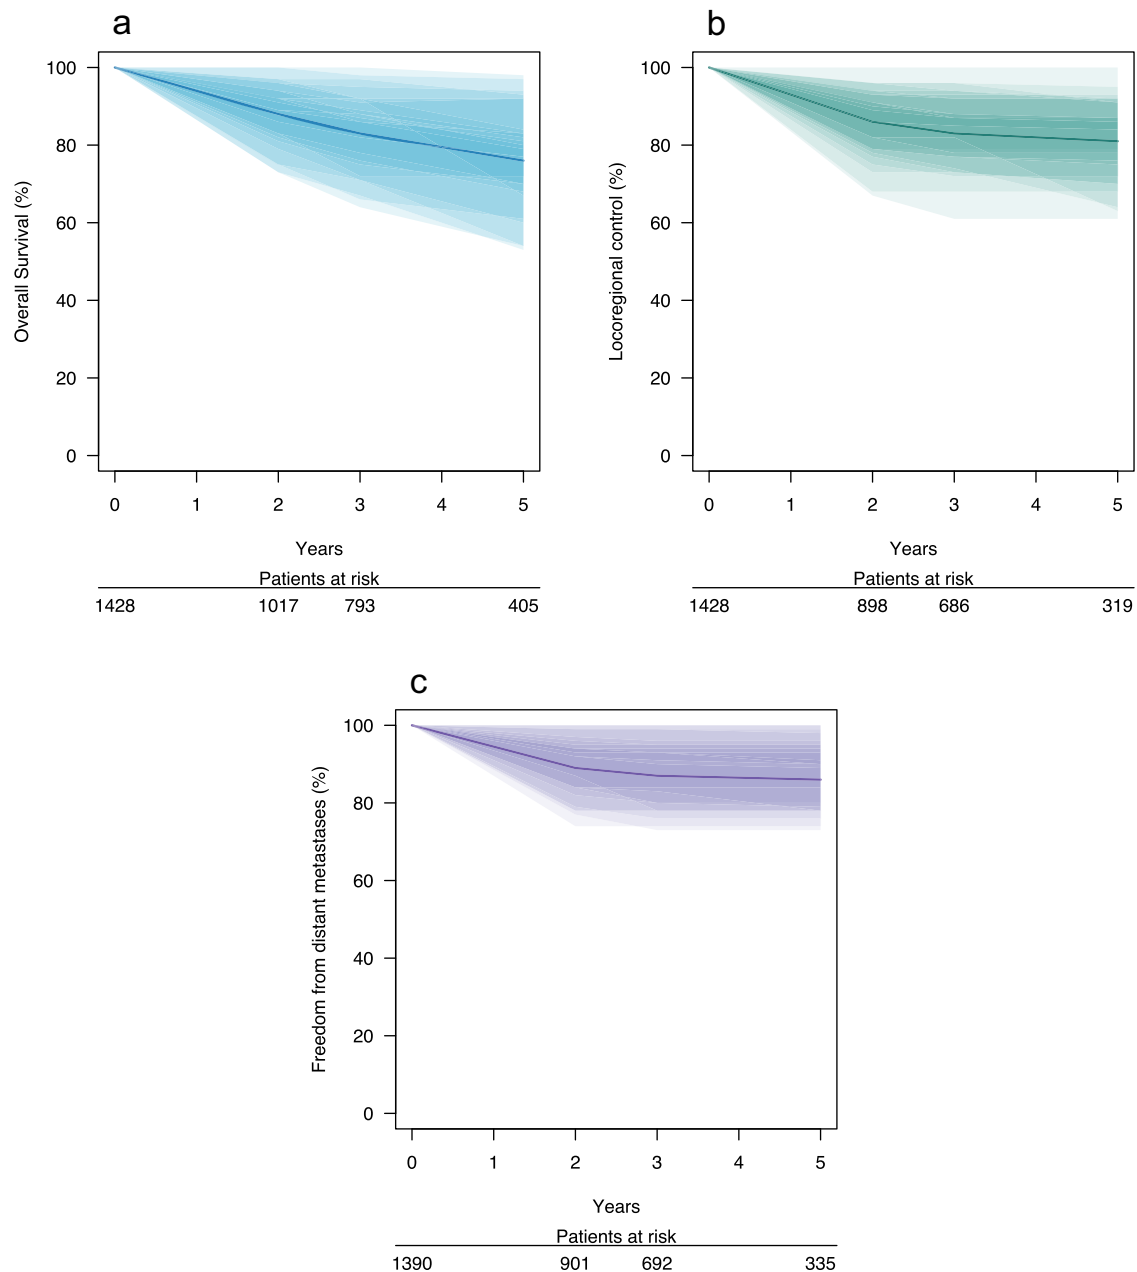 a
Overall Survival (%)
100
80
60
40
20
0
0 1 2 3 4 5
Years
Patients at risk
1428 1017 793 405
b
Locoregional control (%)
100
80
60
40
20
0
0 1 2 3 4 5
Years
Patients at risk
1428 898 686 319
c
Freedom from distant metastases (%)
100
80
60
40
20
0
0 1 2 3 4 5
Years
Patients at risk
1390 901 692 335